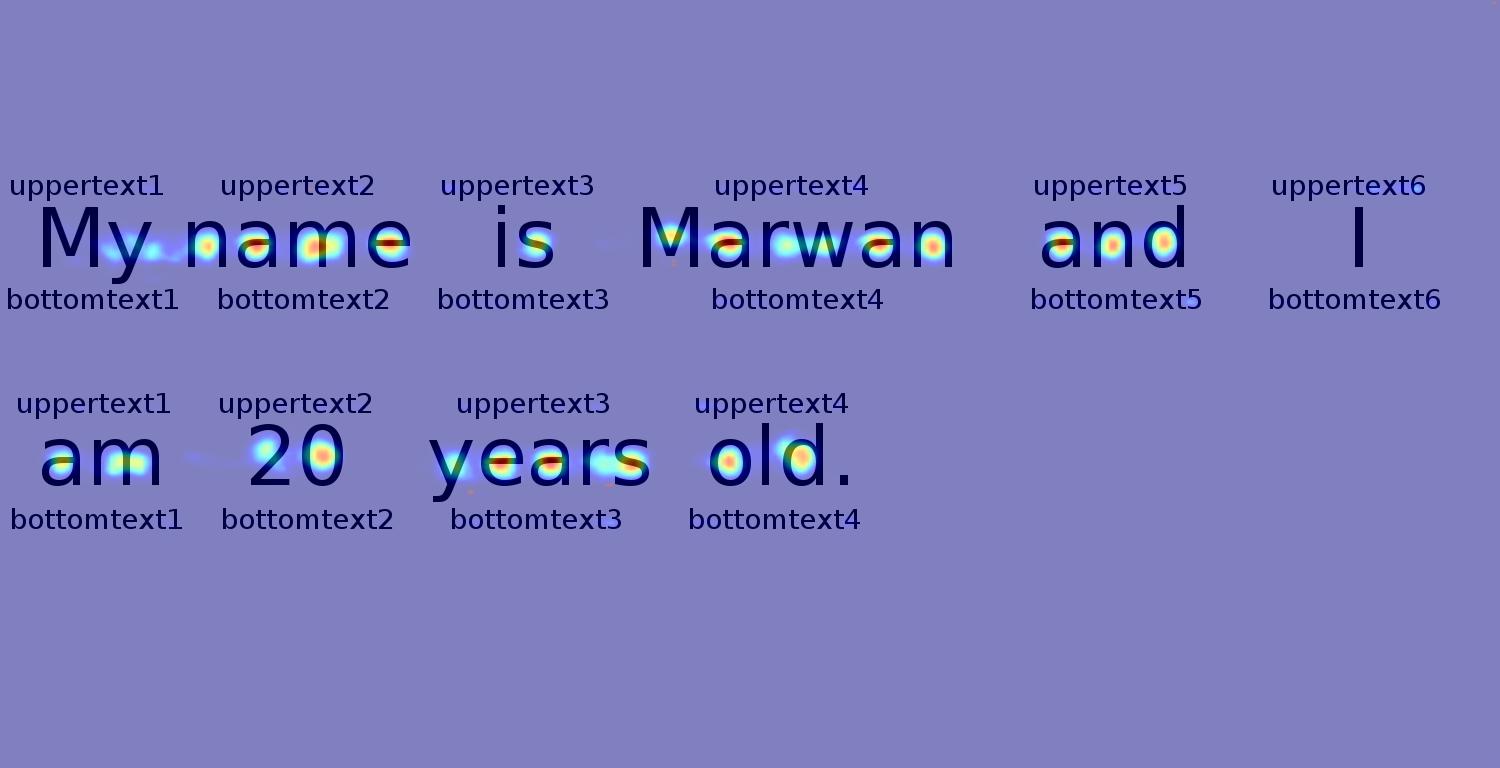 uppertext1 uppertext2 uppertext3 uppertext4 uppertext5 uppertext6
My name is Marwan and I
bottomtext1 bottomtext2 bottomtext3 bottomtext4 bottomtext5 bottomtext6
uppertext1 uppertext2 uppertext3 uppertext4
am 20 years old.
bottomtext1 bottomtext2 bottomtext3 bottomtext4